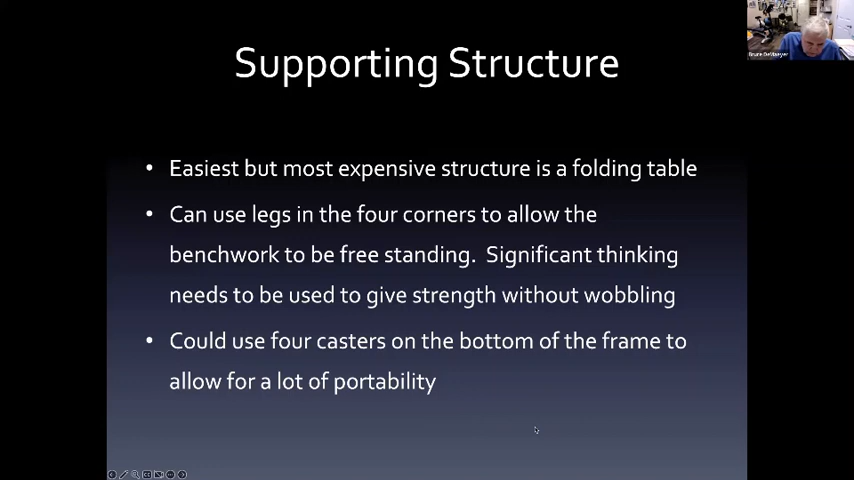 Supporting Structure
• Easiest but most expensive structure is a folding table
• Can use legs in the four corners to allow the
benchwork to be free standing.  Significant thinking
needs to be used to give strength without wobbling
• Could use four casters on the bottom of the frame to
allow for a lot of portability